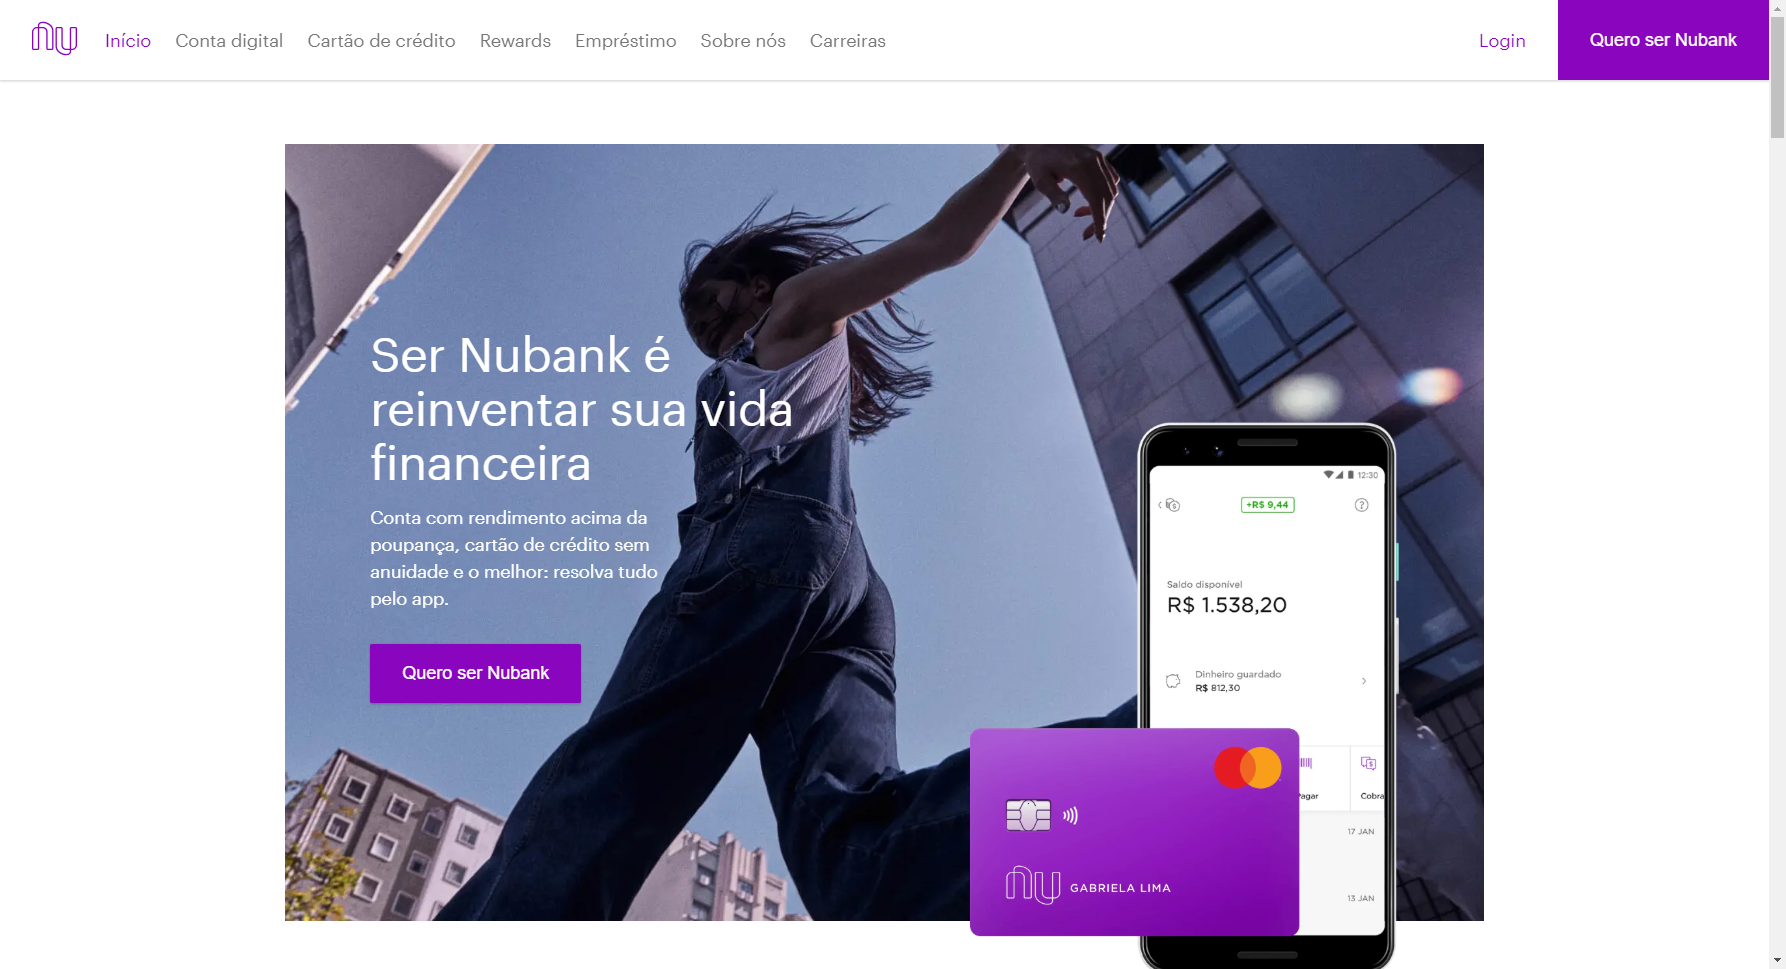 nu Início Conta digital Cartão de crédito Rewards Empréstimo Sobre nós Carreiras Login Quero ser Nubank
Ser Nubank é
reinventar sua vida
financeira
Conta com rendimento acima da
poupança, cartão de crédito sem
anuidade e o melhor: resolva tudo
pelo app.
Quero ser Nubank
12:30
+R$ 9,44 ?
Saldo disponível
R$ 1.538,20
Dinheiro guardado
R$ 812,30
Pagar Cobra
17 JAN
13 JAN
nu GABRIELA LIMA